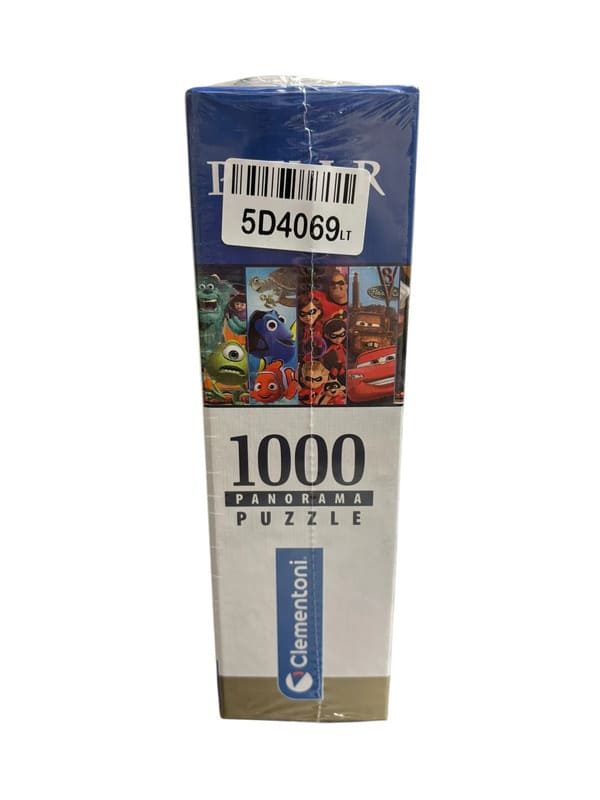 5D4069LT
1000
PANORAMA
PUZZLE
Clementoni